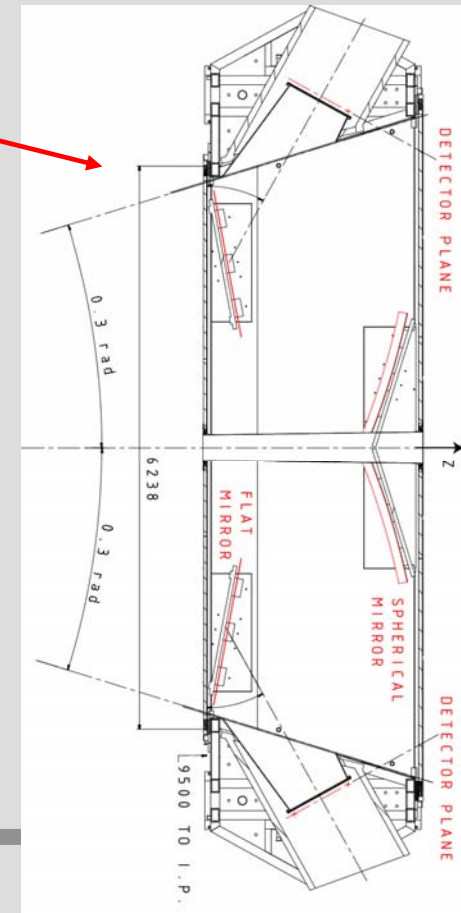 DETECTOR PLANE
Z
0.3 rad
6238
0.3 rad
FLAT
MIRROR
SPHERICAL
MIRROR
DETECTOR PLANE
9500 TO I.P.